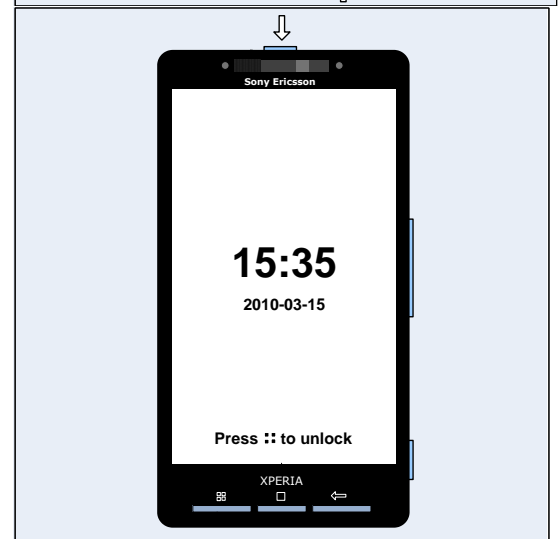 Sony Ericsson
15:35
2010-03-15
Press :: to unlock
XPERIA